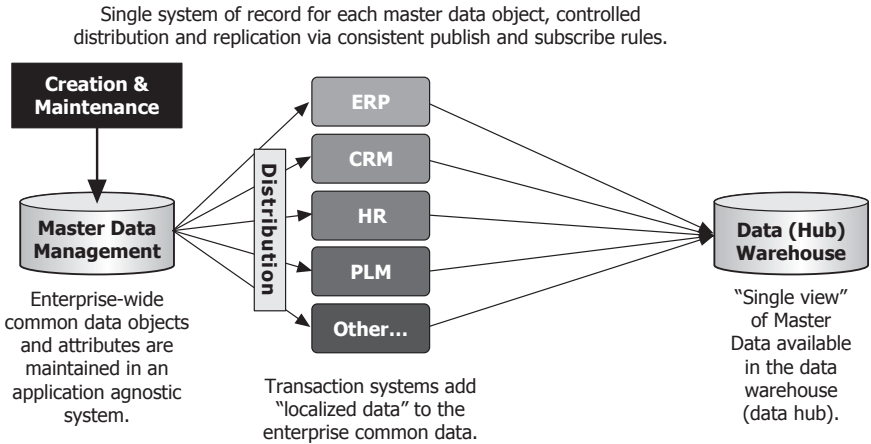 Single system of record for each master data object, controlled
distribution and replication via consistent publish and subscribe rules.
Creation &
Maintenance
Master Data
Management
Enterprise-wide
common data objects
and attributes are
maintained in an
application agnostic
system.
Distribution
ERP
CRM
HR
PLM
Other...
Transaction systems add
“localized data” to the
enterprise common data.
Data (Hub)
Warehouse
“Single view”
of Master
Data available
in the data
warehouse
(data hub).